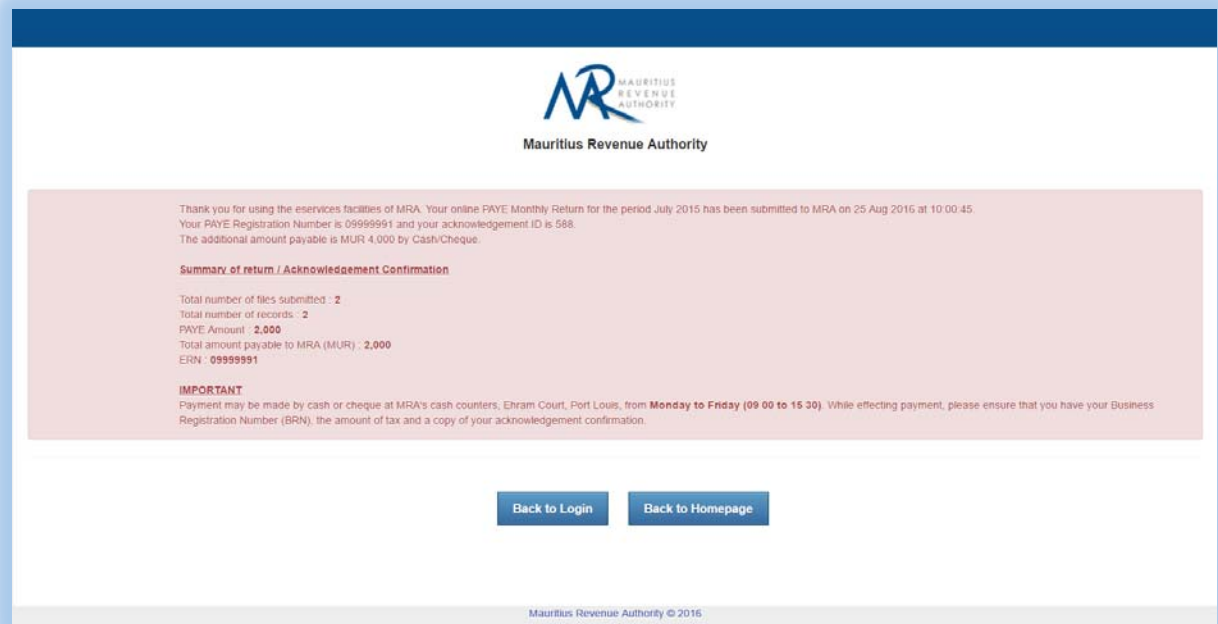 MAURITIUS
REVENUE
AUTHORITY
Mauritius Revenue Authority
Thank you for using the eservices facilities of MRA. Your online PAYE Monthly Return for the period July 2015 has been submitted to MRA on 25 Aug 2016 at 10:00:45.
Your PAYE Registration Number is 09999991 and your acknowledgement ID is 588.
The additional amount payable is MUR 4,000 by Cash/Cheque.
Summary of return / Acknowledgement Confirmation
Total number of files submitted : 2
Total number of records : 2
PAYE Amount : 2,000
Total amount payable to MRA (MUR) : 2,000
ERN : 09999991
IMPORTANT
Payment may be made by cash or cheque at MRA's cash counters, Ehram Court, Port Louis, from Monday to Friday (09 00 to 15 30). While effecting payment, please ensure that you have your Business
Registration Number (BRN), the amount of tax and a copy of your acknowledgement confirmation.
Back to Login Back to Homepage
Mauritius Revenue Authority © 2016